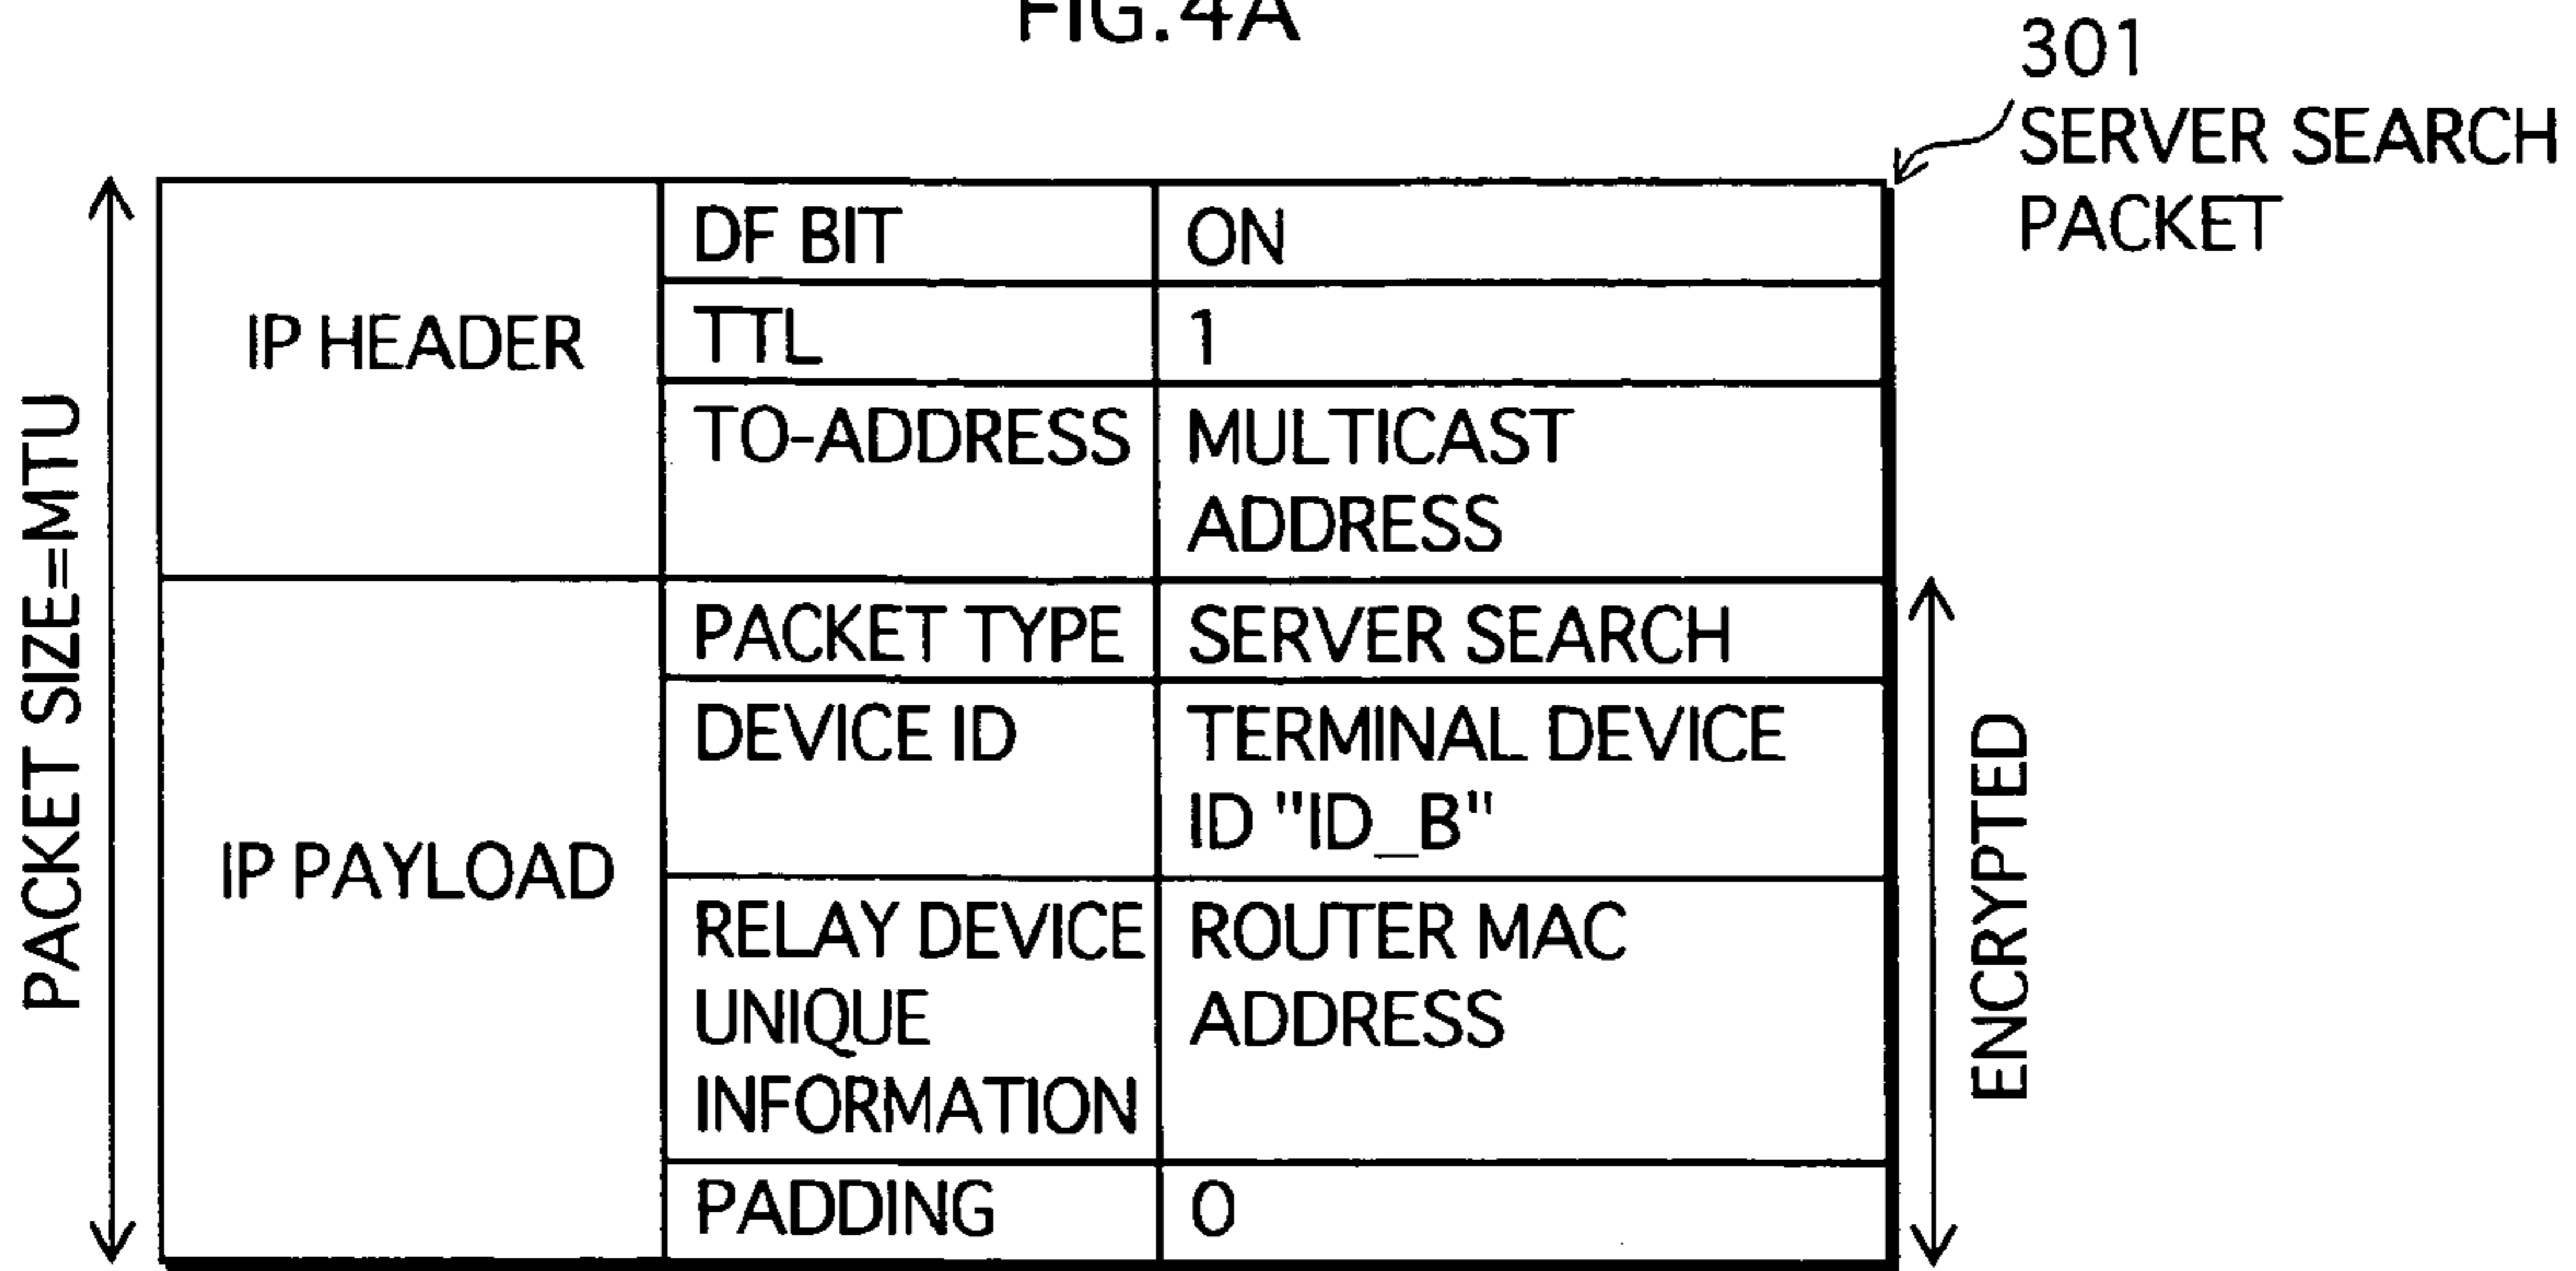 FIG.4A
301
SERVER SEARCH
PACKET
PACKET SIZE=MTU
IP HEADER
DF BIT
ON
TTL
1
TO-ADDRESS
MULTICAST
ADDRESS
IP PAYLOAD
PACKET TYPE
SERVER SEARCH
DEVICE ID
TERMINAL DEVICE
ID "ID_B"
RELAY DEVICE
UNIQUE
INFORMATION
ROUTER MAC
ADDRESS
PADDING
0
ENCRYPTED